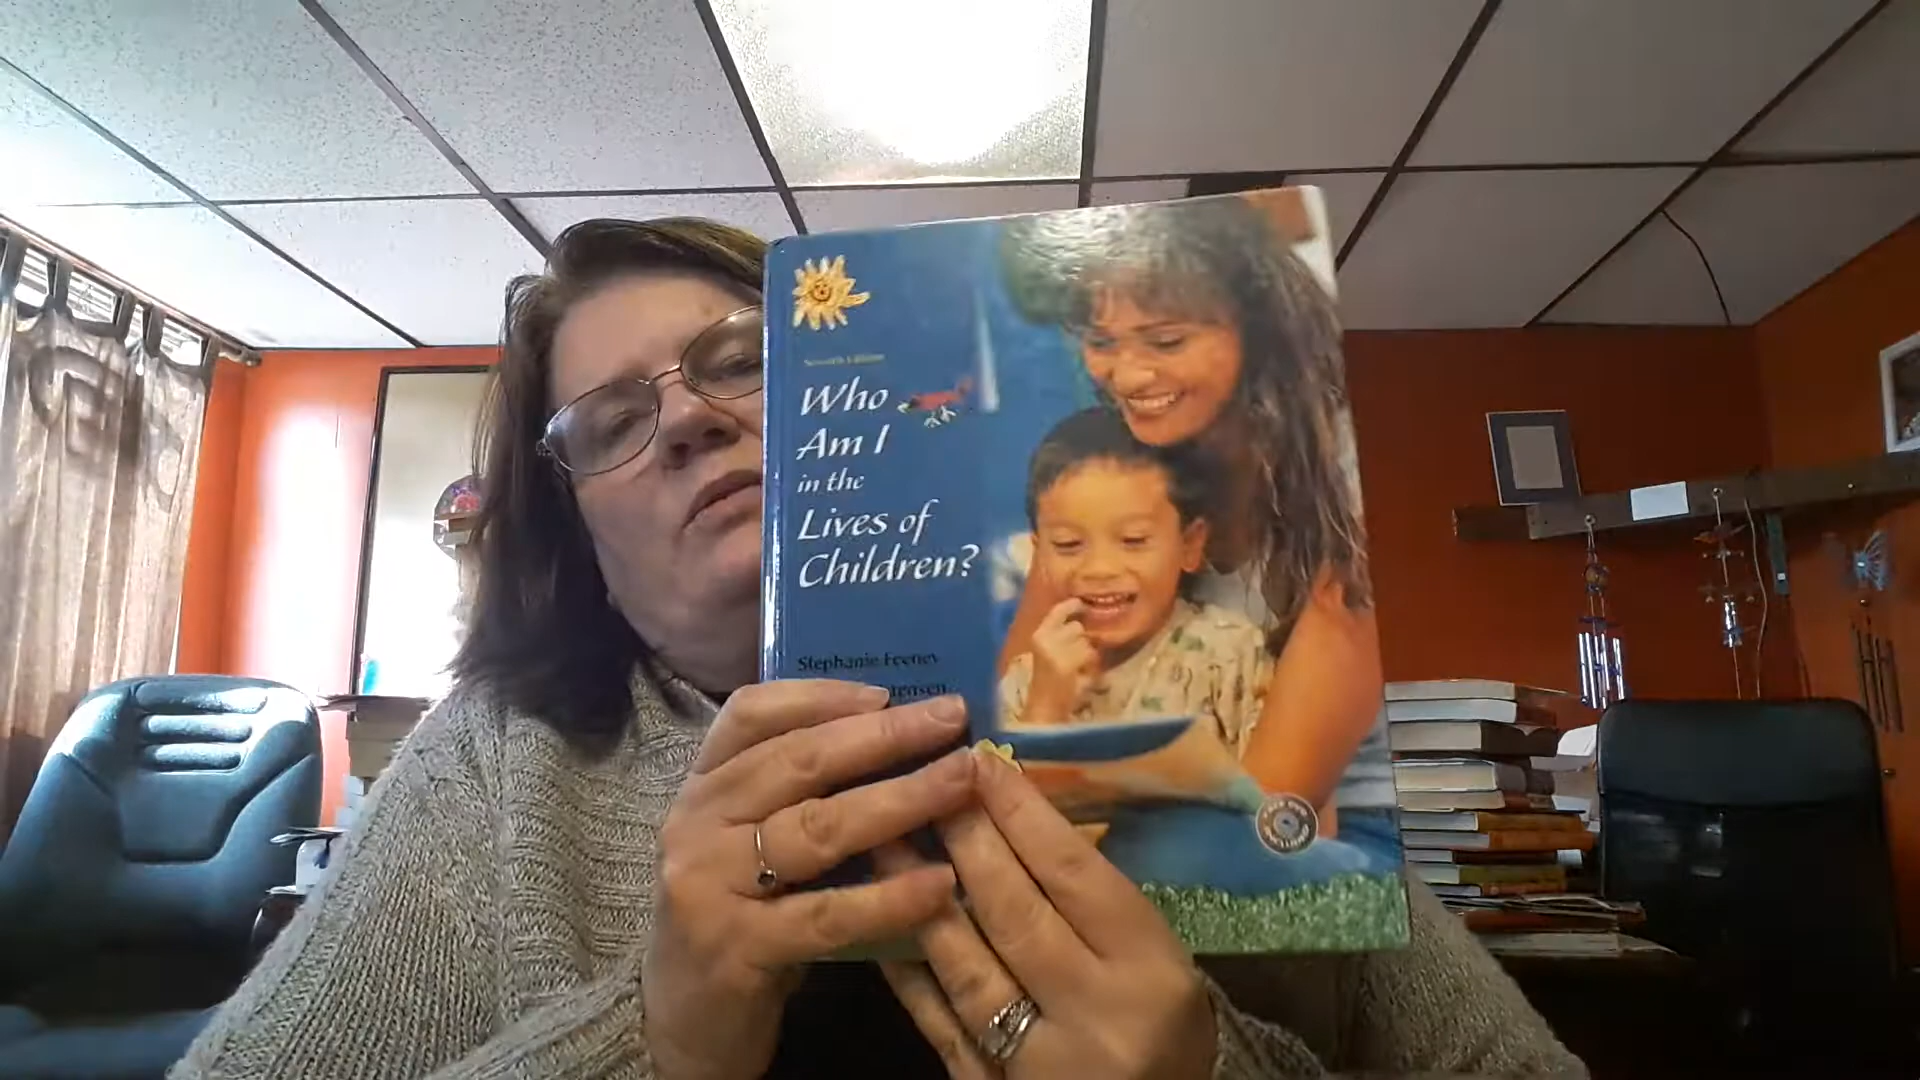 Seventh Edition
Who
Am I
in the
Lives of
Children?
Stephanie Feeney